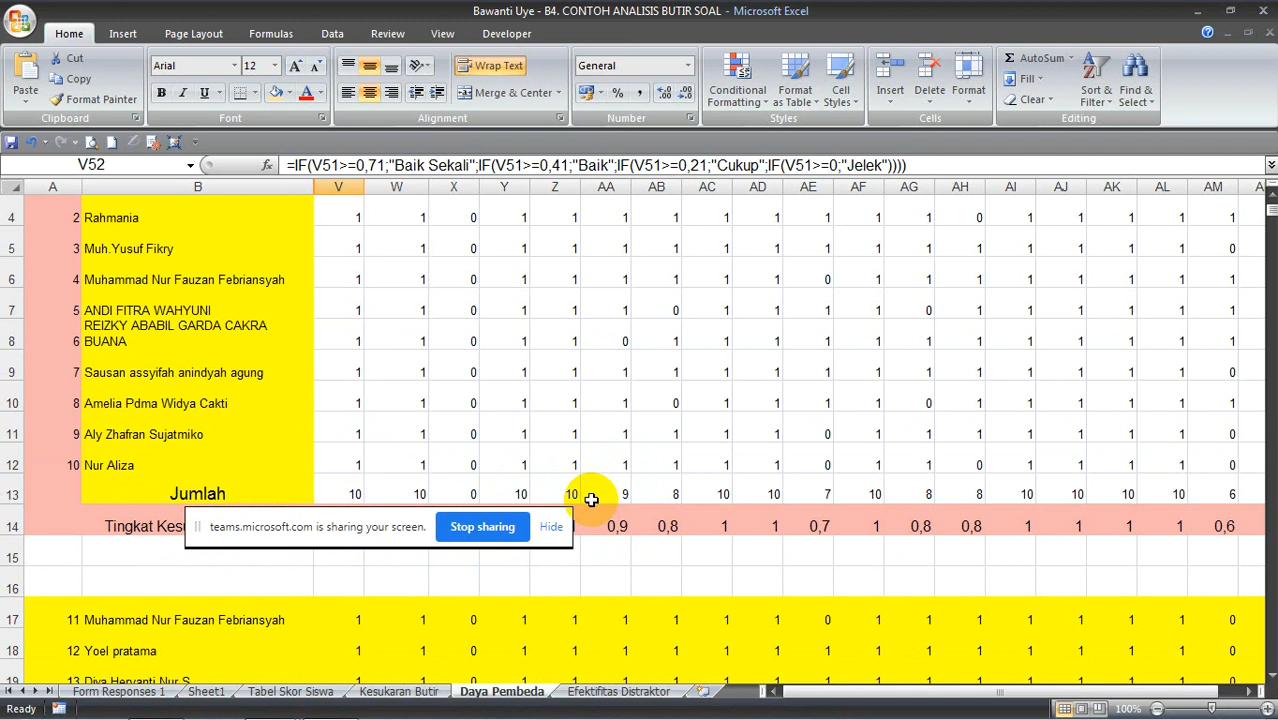 Bawanti Uye - B4. CONTOH ANALISIS BUTIR SOAL - Microsoft Excel
Home Insert Page Layout Formulas Data Review View Developer
Cut
Copy
Paste Format Painter
Clipboard
Arial 12
B I U
Font
Wrap Text
Merge & Center
Alignment
General
Number
Conditional Formatting Format as Table Cell Styles
Styles
Insert Delete Format
Cells
AutoSum
Fill
Clear
Sort & Filter Find & Select
Editing
V52 fx =IF(V51>=0,71;"Baik Sekali";IF(V51>=0,41;"Baik";IF(V51>=0,21;"Cukup";IF(V51>=0;"Jelek"))))
A B V W X Y Z AA AB AC AD AE AF AG AH AI AJ AK AL AM
4 2 Rahmania 1 1 0 1 1 1 1 1 1 1 1 1 0 1 1 1 1 1
5 3 Muh.Yusuf Fikry 1 1 0 1 1 1 1 1 1 1 1 1 1 1 1 1 1 0
6 4 Muhammad Nur Fauzan Febriansyah 1 1 0 1 1 1 1 1 1 0 1 1 1 1 1 1 1 0
7 5 ANDI FITRA WAHYUNI 1 1 0 1 1 1 0 1 1 1 1 0 1 1 1 1 1 1
REIZKY ABABIL GARDA CAKRA
8 6 BUANA 1 1 0 1 1 0 1 1 1 1 1 1 1 1 1 1 1 1
9 7 Sausan assyifah anindyah agung 1 1 0 1 1 1 1 1 1 1 1 1 1 1 1 1 1 1
10 8 Amelia Pdma Widya Cakti 1 1 0 1 1 1 0 1 1 1 1 0 1 1 1 1 1 1
11 9 Aly Zhafran Sujatmiko 1 1 0 1 1 1 1 1 1 0 1 1 1 1 1 1 1 0
12 10 Nur Aliza 1 1 0 1 1 1 1 1 1 0 1 1 0 1 1 1 1 0
13 Jumlah 10 10 0 10 10 9 8 10 10 7 10 8 8 10 10 10 10 6
14 Tingkat Kesu 0,9 0,8 1 1 0,7 1 0,8 0,8 1 1 1 1 0,6
teams.microsoft.com is sharing your screen. Stop sharing Hide
15
16
17 11 Muhammad Nur Fauzan Febriansyah 1 1 0 1 1 1 1 1 1 0 1 1 1 1 1 1 1 0
18 12 Yoel pratama 1 1 0 1 1 1 1 1 1 1 1 1 1 1 1 1 1 0
19 13 Diva Heryanti Nur S
Form Responses 1 Sheet1 Tabel Skor Siswa Kesukaran Butir Daya Pembeda Efektifitas Distraktor
Ready 100%